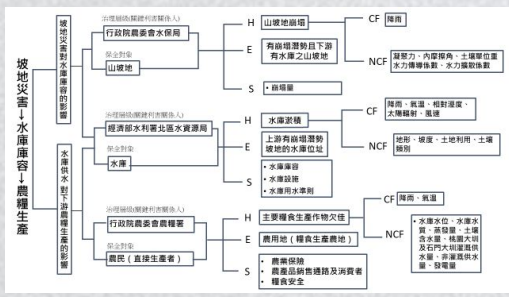 坡地災害↓水庫庫容↓農糧生產
坡地災害
對水庫庫
容的影響
水庫供水
對下游農糧生產的影響
治理層級(關鍵利害關係人)
行政院農委會水保局
保全對象
山坡地
H
山坡地崩塌
CF
降雨
NCF
凝聚力、內摩擦角、土壤單位重
水力傳導係數、水力擴散係數
E
有崩塌潛勢且下游
有水庫之山坡地
S
• 崩塌量
治理層級(關鍵利害關係人)
經濟部水利署北區水資源局
保全對象
水庫
H
水庫淤積
CF
降雨、氣溫、相對溼度、
太陽輻射、風速
NCF
地形、坡度、土地利用、土壤
類別
E
上游有崩塌潛勢
坡地的水庫位址
S
• 水庫庫容
• 水庫設施
• 水庫用水準則
治理層級(關鍵利害關係人)
行政院農委會農糧署
保全對象
農民（直接生產者）
H
主要糧食生產作物欠佳
CF
降雨、氣溫
NCF
• 水庫水位、水庫水
質、蒸發量、土壤
含水量、桃園大圳
及石門大圳灌溉供
水量、非灌溉供水
量、發電量
E
農用地（糧食生產農地）
S
• 農業保險
• 農產品銷售通路及消費者
• 糧食安全